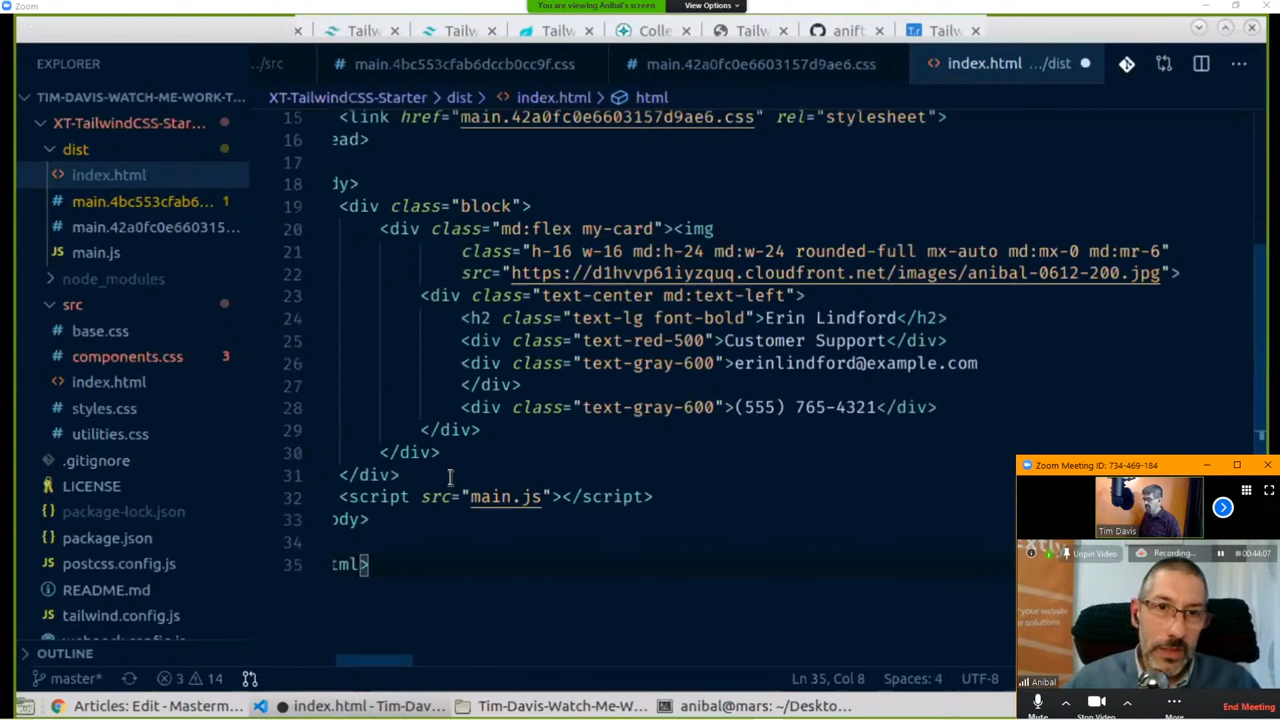 Zoom
You are viewing Anibal's screen
View Options
Tailw
Tailw
Tailw
Colle
Tailw
anift
Tailw
EXPLORER
.../src
main.4bc553cfab6dccb0cc9f.css
main.42a0fc0e6603157d9ae6.css
index.html .../dist
TIM-DAVIS-WATCH-ME-WORK-T...
XT-TailwindCSS-Starter > dist > index.html > html
XT-TailwindCSS-Star...
dist
index.html
main.4bc553cfab6... 1
main.42a0fc0e660315...
main.js
node_modules
src
base.css
components.css 3
index.html
styles.css
utilities.css
.gitignore
LICENSE
package-lock.json
package.json
postcss.config.js
README.md
tailwind.config.js
webpack.config.js
OUTLINE
15 <link href="main.42a0fc0e6603157d9ae6.css" rel="stylesheet">
16 ead>
17
18 dy>
19 <div class="block">
20 <div class="md:flex my-card"><img
21 class="h-16 w-16 md:h-24 md:w-24 rounded-full mx-auto md:mx-0 md:mr-6"
22 src="https://d1hvvp61iyzquq.cloudfront.net/images/anibal-0612-200.jpg">
23 <div class="text-center md:text-left">
24 <h2 class="text-lg font-bold">Erin Lindford</h2>
25 <div class="text-red-500">Customer Support</div>
26 <div class="text-gray-600">erinlindford@example.com
27 </div>
28 <div class="text-gray-600">(555) 765-4321</div>
29 </div>
30 </div>
31 </div>
32 <script src="main.js"></script>
33 ody>
34
35 tml>
master* 3 14 Ln 35, Col 8 Spaces: 4 UTF-8
Articles: Edit - Masterm...
index.html - Tim-Dav...
Tim-Davis-Watch-Me-W...
anibal@mars: ~/Deskto...
Zoom Meeting ID: 734-469-184
Tim Davis
Unpin Video
Recording...
00:44:07
your website
r solutions.
Anibal
Mute
Stop Video
More
End Meeting